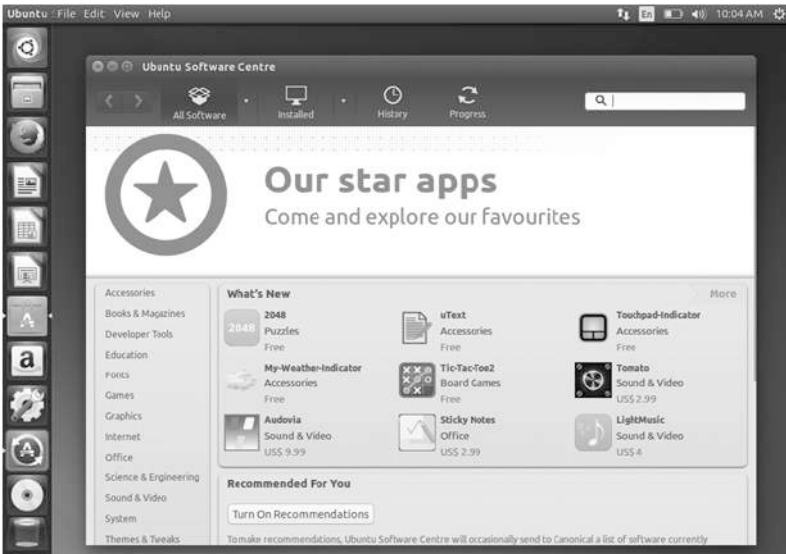 Ubuntu File Edit View Help
En
10:04 AM
Ubuntu Software Centre
All Software
Installed
History
Progress
Our star apps
Come and explore our favourites
Accessories
Books & Magazines
Developer Tools
Education
Fonts
Games
Graphics
Internet
Office
Science & Engineering
Sound & Video
System
Themes & Tweaks
What's New
More
2048
2048
Puzzles
Free
uText
Accessories
Free
Touchpad-Indicator
Accessories
Free
My-Weather-Indicator
Accessories
Free
Tic-Tac-Toe2
Board Games
Free
Tomato
Sound & Video
US$ 2.99
Audovia
Sound & Video
US$ 9.99
Sticky Notes
Office
US$ 2.99
LightMusic
Sound & Video
US$ 4
Recommended For You
Turn On Recommendations
To make recommendations, Ubuntu Software Centre will occasionally send to Canonical a list of software currently
a
A